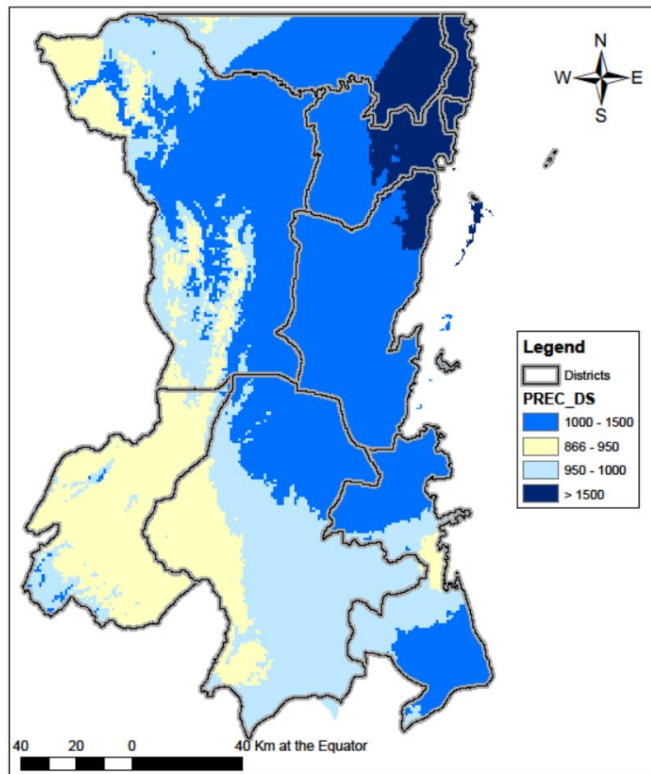 N
W E
S
Legend
Districts
PREC_DS
1000 - 1500
866 - 950
950 - 1000
> 1500
40 20 0 40 Km at the Equator